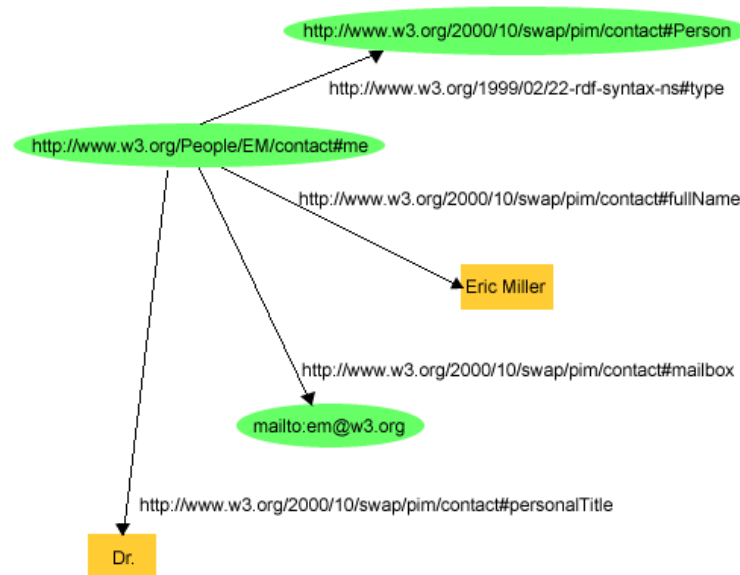 http://www.w3.org/2000/10/swap/pim/contact#Person
http://www.w3.org/1999/02/22-rdf-syntax-ns#type
http://www.w3.org/People/EM/contact#me
http://www.w3.org/2000/10/swap/pim/contact#fullName
Eric Miller
http://www.w3.org/2000/10/swap/pim/contact#mailbox
mailto:em@w3.org
http://www.w3.org/2000/10/swap/pim/contact#personalTitle
Dr.